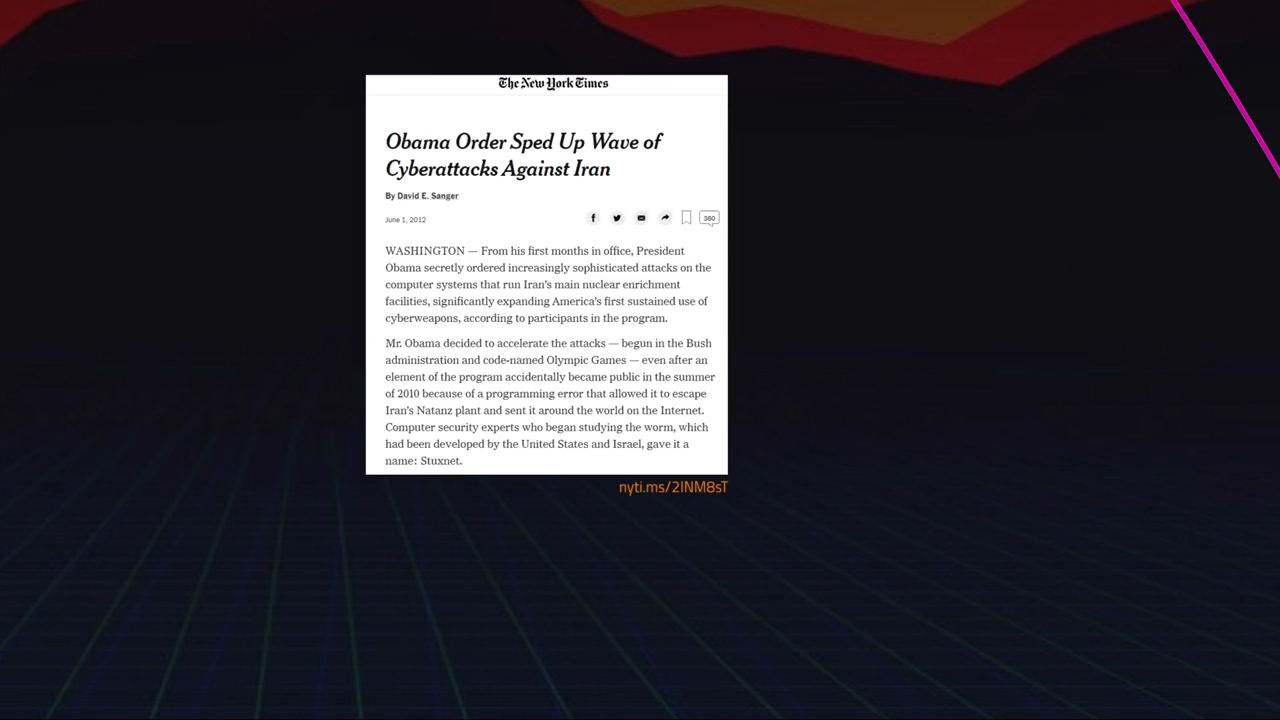 The New York Times
Obama Order Sped Up Wave of
Cyberattacks Against Iran
By David E. Sanger
June 1, 2012
380
WASHINGTON — From his first months in office, President
Obama secretly ordered increasingly sophisticated attacks on the
computer systems that run Iran's main nuclear enrichment
facilities, significantly expanding America's first sustained use of
cyberweapons, according to participants in the program.
Mr. Obama decided to accelerate the attacks — begun in the Bush
administration and code-named Olympic Games — even after an
element of the program accidentally became public in the summer
of 2010 because of a programming error that allowed it to escape
Iran's Natanz plant and sent it around the world on the Internet.
Computer security experts who began studying the worm, which
had been developed by the United States and Israel, gave it a
name: Stuxnet.
nyti.ms/2INM8sT